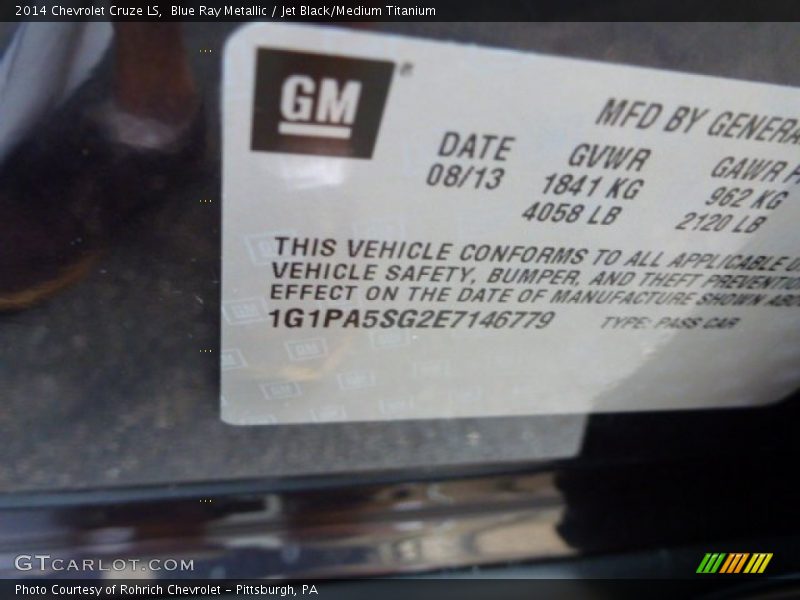 2014 Chevrolet Cruze LS, Blue Ray Metallic / Jet Black/Medium Titanium
GM ®
MFD BY GENERA
DATE GVWR GAWR
08/13 1841 KG 962 KG
4058 LB 2120 LB
THIS VEHICLE CONFORMS TO ALL APPLICABLE
VEHICLE SAFETY, BUMPER, AND THEFT PREVENTION
EFFECT ON THE DATE OF MANUFACTURE SHOWN
1G1PA5SG2E7146779 TYPE: PASS CAR
GTCARLOT.COM
Photo Courtesy of Rohrich Chevrolet - Pittsburgh, PA